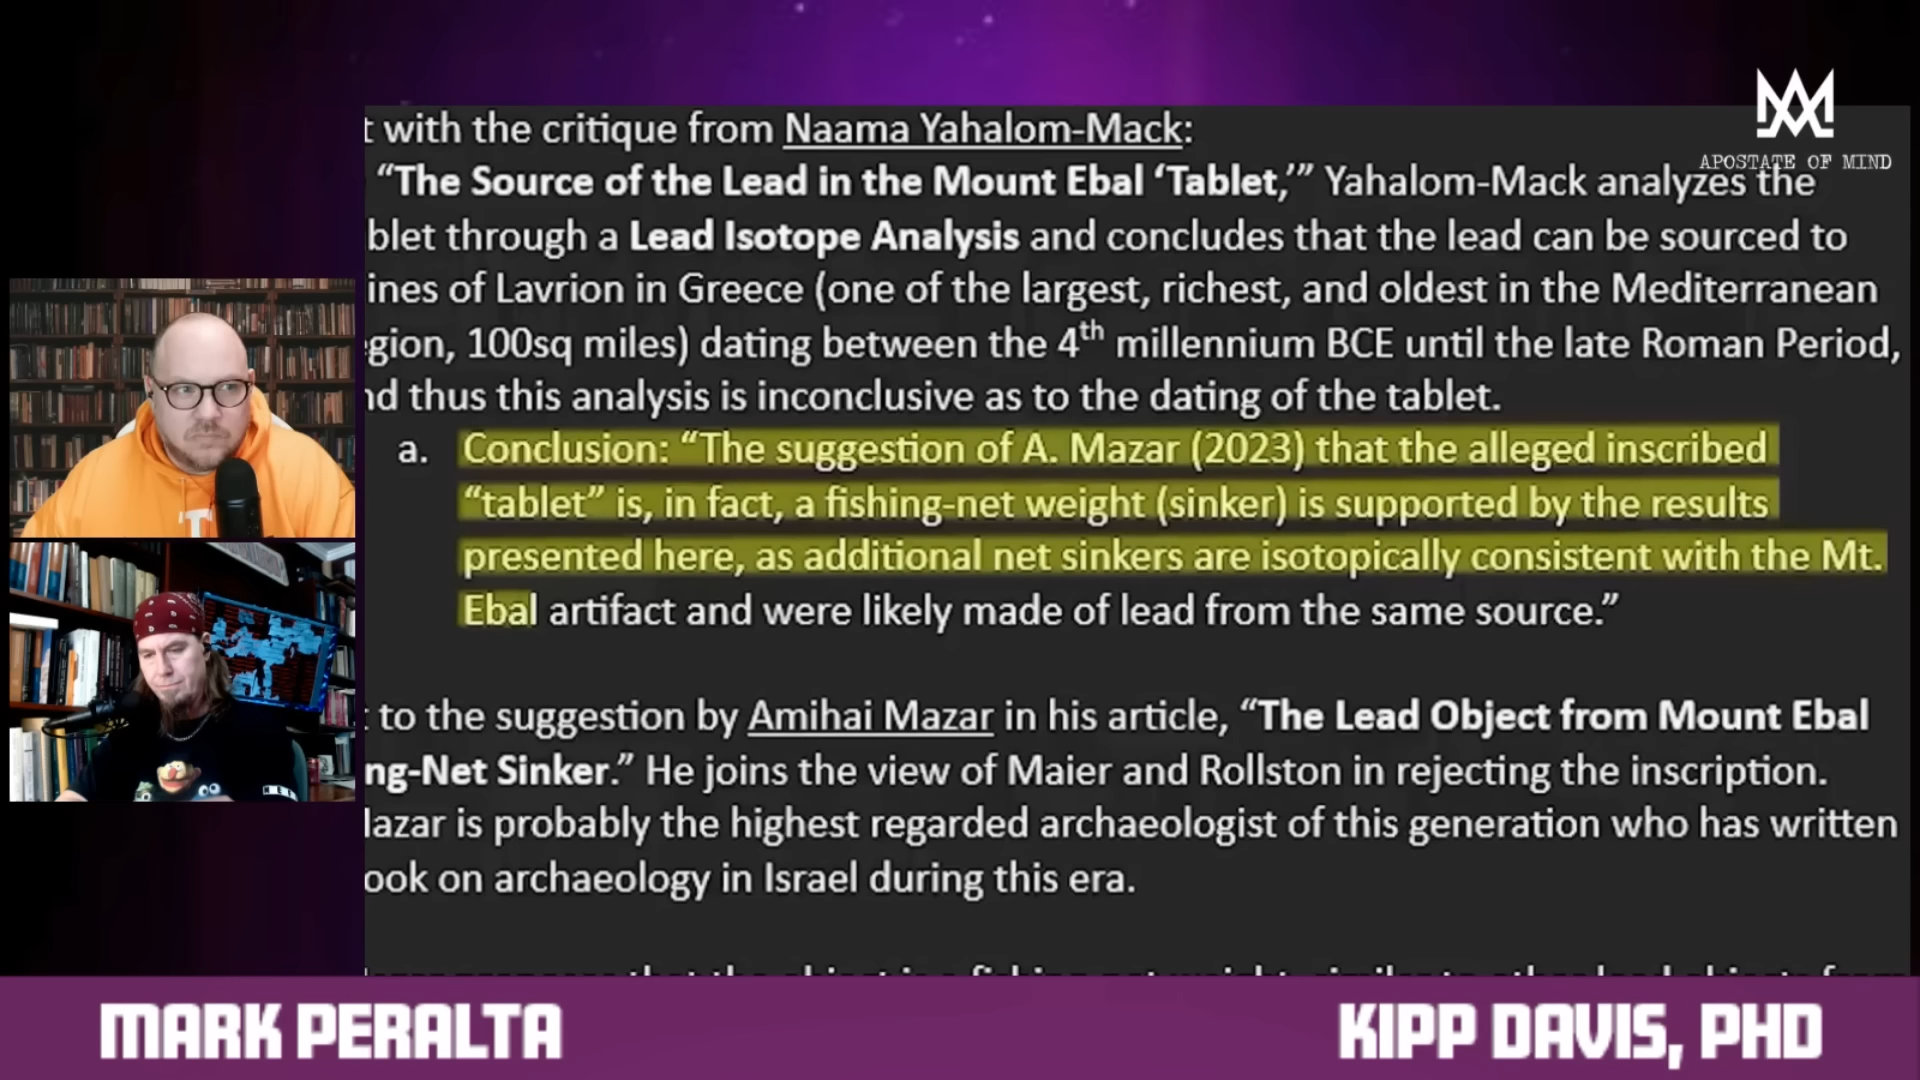 APOSTATE OF MIND
t with the critique from Naama Yahalom-Mack:
“The Source of the Lead in the Mount Ebal ‘Tablet,’” Yahalom-Mack analyzes the
blet through a Lead Isotope Analysis and concludes that the lead can be sourced to
ines of Lavrion in Greece (one of the largest, richest, and oldest in the Mediterranean
egion, 100sq miles) dating between the 4th millennium BCE until the late Roman Period,
nd thus this analysis is inconclusive as to the dating of the tablet.
a. Conclusion: “The suggestion of A. Mazar (2023) that the alleged inscribed
“tablet” is, in fact, a fishing-net weight (sinker) is supported by the results
presented here, as additional net sinkers are isotopically consistent with the Mt.
Ebal artifact and were likely made of lead from the same source.”
t to the suggestion by Amihai Mazar in his article, “The Lead Object from Mount Ebal
ng-Net Sinker.” He joins the view of Maier and Rollston in rejecting the inscription.
Mazar is probably the highest regarded archaeologist of this generation who has written
ook on archaeology in Israel during this era.
MARK PERALTA
KIPP DAVIS, PHD